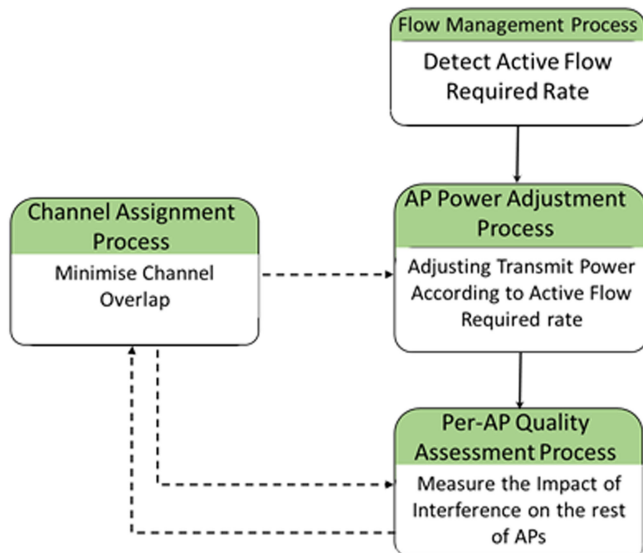 Flow Management Process
Detect Active Flow
Required Rate
Channel Assignment
Process
Minimise Channel
Overlap
AP Power Adjustment
Process
Adjusting Transmit Power
According to Active Flow
Required rate
Per-AP Quality
Assessment Process
Measure the Impact of
Interference on the rest
of APs